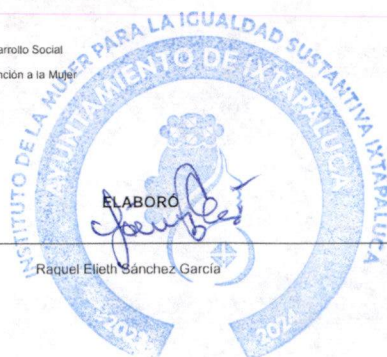 arrollo Social
nción a la Mujer
INSTITUTO DE LA MUJER PARA LA IGUALDAD SUSTANTIVA IXTAPALUCA
AYUNTAMIENTO DE IXTAPALUCA
ELABORÓ
Raquel Elieth Sánchez García
2022
2024